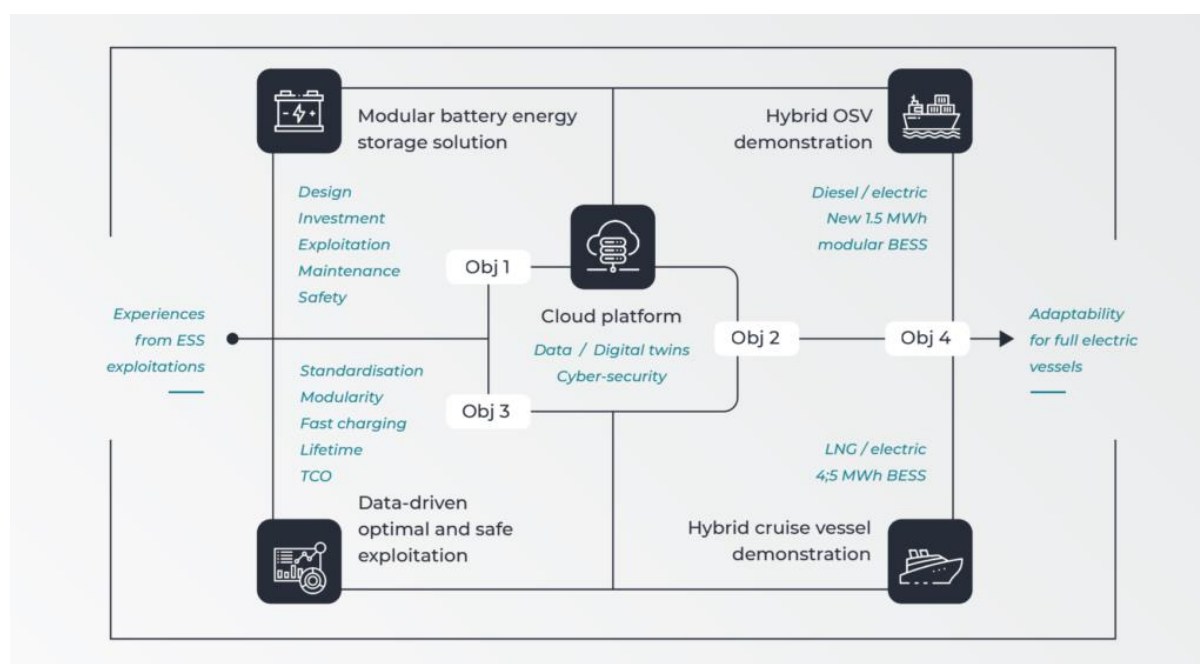 Modular battery energy
storage solution
Hybrid OSV
demonstration
Design
Investment
Exploitation
Maintenance
Safety
Diesel / electric
New 1.5 MWh
modular BESS
Obj 1
Cloud platform
Data / Digital twins
Cyber-security
Experiences
from ESS
exploitations
Obj 2
Obj 4
Adaptability
for full electric
vessels
Standardisation
Modularity
Fast charging
Lifetime
TCO
Obj 3
LNG / electric
4;5 MWh BESS
Data-driven
optimal and safe
exploitation
Hybrid cruise vessel
demonstration